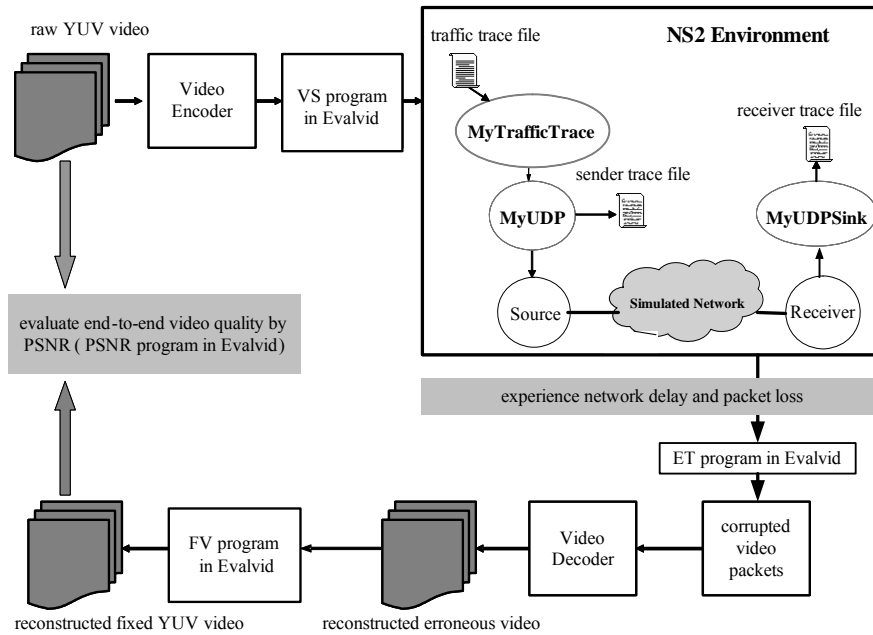 raw YUV video
Video
Encoder
VS program
in Evalvid
traffic trace file
NS2 Environment
MyTrafficTrace
receiver trace file
sender trace file
MyUDP
MyUDPSink
Source
Simulated Network
Receiver
evaluate end-to-end video quality by
PSNR ( PSNR program in Evalvid )
experience network delay and packet loss
ET program in Evalvid
corrupted
video
packets
Video
Decoder
FV program
in Evalvid
reconstructed fixed YUV video
reconstructed erroneous video